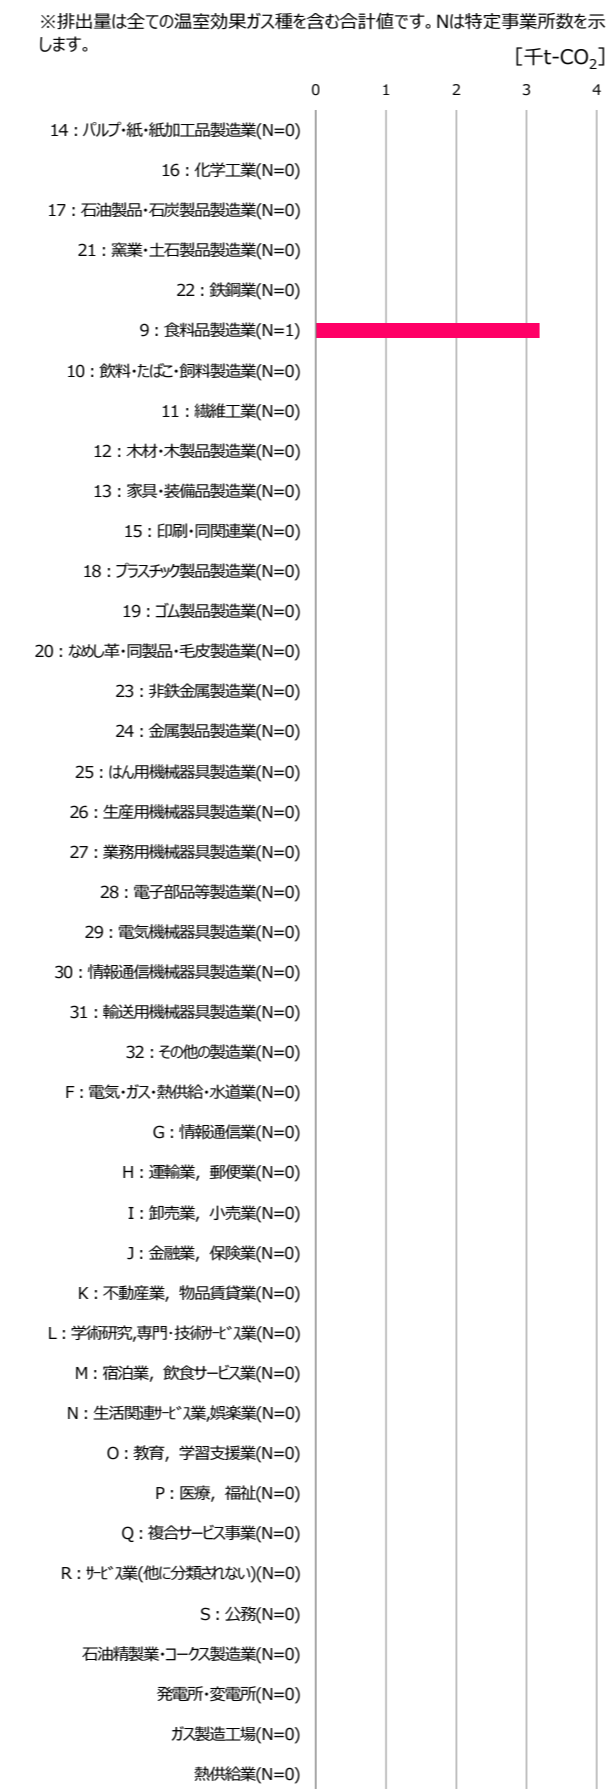 ※排出量は全ての温室効果ガス種を含む合計値です。Nは特定事業所数を示
します。
[千t-CO₂]
0 1 2 3 4
14：パルプ・紙・紙加工品製造業(N=0)
16：化学工業(N=0)
17：石油製品・石炭製品製造業(N=0)
21：窯業・土石製品製造業(N=0)
22：鉄鋼業(N=0)
9：食料品製造業(N=1)
10：飲料・たばこ・飼料製造業(N=0)
11：繊維工業(N=0)
12：木材・木製品製造業(N=0)
13：家具・装備品製造業(N=0)
15：印刷・同関連業(N=0)
18：プラスチック製品製造業(N=0)
19：ゴム製品製造業(N=0)
20：なめし革・同製品・毛皮製造業(N=0)
23：非鉄金属製造業(N=0)
24：金属製品製造業(N=0)
25：はん用機械器具製造業(N=0)
26：生産用機械器具製造業(N=0)
27：業務用機械器具製造業(N=0)
28：電子部品等製造業(N=0)
29：電気機械器具製造業(N=0)
30：情報通信機械器具製造業(N=0)
31：輸送用機械器具製造業(N=0)
32：その他の製造業(N=0)
F：電気・ガス・熱供給・水道業(N=0)
G：情報通信業(N=0)
H：運輸業，郵便業(N=0)
I：卸売業，小売業(N=0)
J：金融業，保険業(N=0)
K：不動産業，物品賃貸業(N=0)
L：学術研究,専門・技術ｻｰﾋﾞｽ業(N=0)
M：宿泊業，飲食サービス業(N=0)
N：生活関連ｻｰﾋﾞｽ業,娯楽業(N=0)
O：教育，学習支援業(N=0)
P：医療，福祉(N=0)
Q：複合サービス事業(N=0)
R：ｻｰﾋﾞｽ業(他に分類されない)(N=0)
S：公務(N=0)
石油精製業・コークス製造業(N=0)
発電所・変電所(N=0)
ガス製造工場(N=0)
熱供給業(N=0)